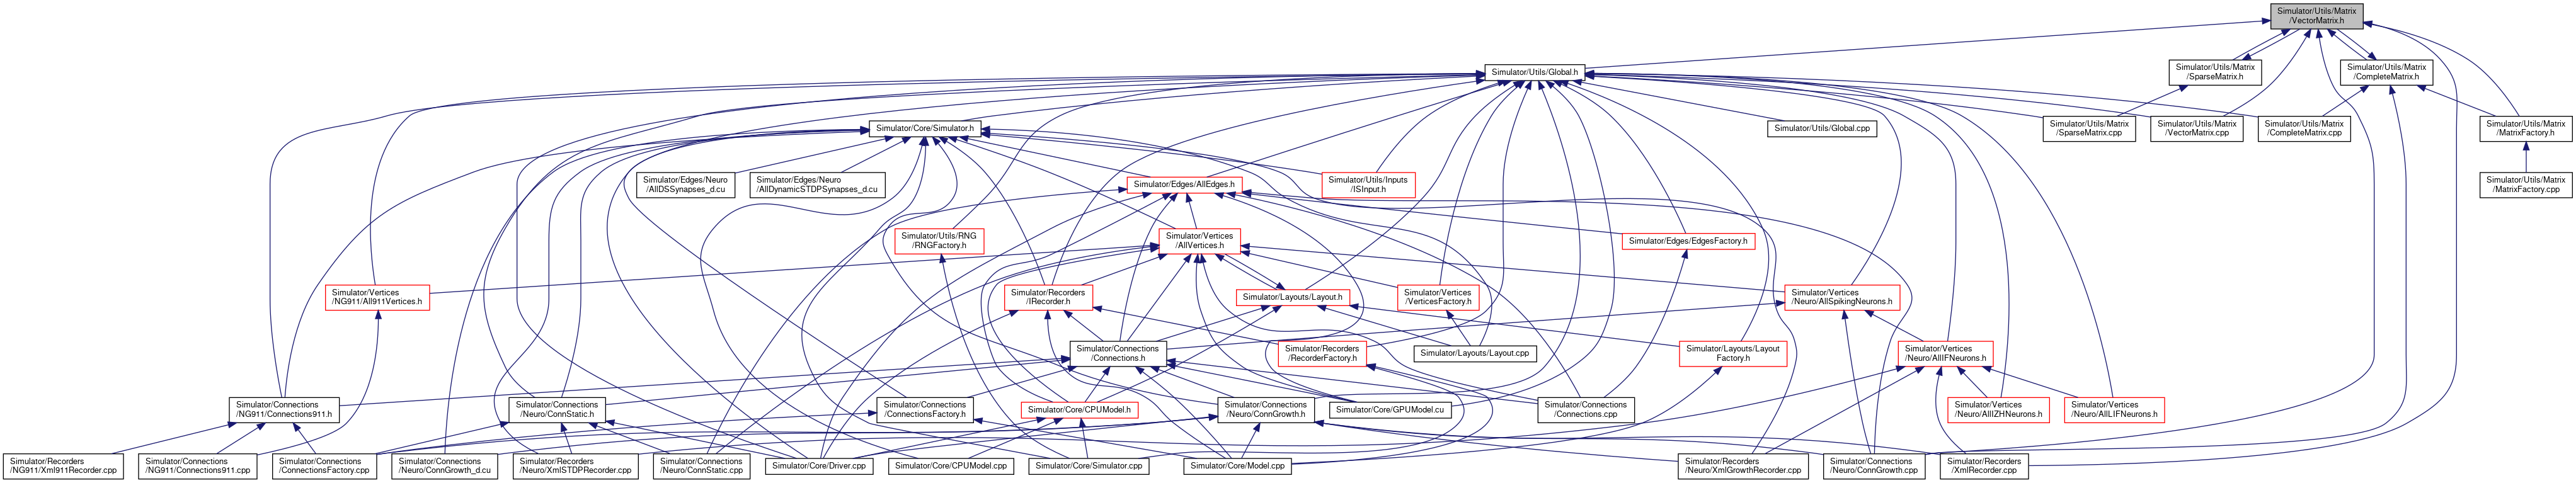 Simulator/Utils/Matrix
/VectorMatrix.h
Simulator/Utils/Global.h
Simulator/Utils/Matrix
/SparseMatrix.h
Simulator/Utils/Matrix
/CompleteMatrix.h
Simulator/Core/Simulator.h
Simulator/Utils/Global.cpp
Simulator/Utils/Matrix
/SparseMatrix.cpp
Simulator/Utils/Matrix
/VectorMatrix.cpp
Simulator/Utils/Matrix
/CompleteMatrix.cpp
Simulator/Utils/Matrix
/MatrixFactory.h
Simulator/Edges/Neuro
/AllDSSynapses_d.cu
Simulator/Edges/Neuro
/AllDynamicSTDPSynapses_d.cu
Simulator/Edges/AllEdges.h
Simulator/Utils/Inputs
/ISInput.h
Simulator/Utils/Matrix
/MatrixFactory.cpp
Simulator/Utils/RNG
/RNGFactory.h
Simulator/Vertices
/AllVertices.h
Simulator/Edges/EdgesFactory.h
Simulator/Vertices
/NG911/All911Vertices.h
Simulator/Recorders
/IRecorder.h
Simulator/Layouts/Layout.h
Simulator/Vertices
/VerticesFactory.h
Simulator/Vertices
/Neuro/AllSpikingNeurons.h
Simulator/Connections
/Connections.h
Simulator/Recorders
/RecorderFactory.h
Simulator/Layouts/Layout.cpp
Simulator/Layouts/Layout
Factory.h
Simulator/Vertices
/Neuro/AllIFNeurons.h
Simulator/Connections
/NG911/Connections911.h
Simulator/Connections
/Neuro/ConnStatic.h
Simulator/Connections
/ConnectionsFactory.h
Simulator/Core/CPUModel.h
Simulator/Connections
/Neuro/ConnGrowth.h
Simulator/Core/GPUModel.cu
Simulator/Connections
/Connections.cpp
Simulator/Vertices
/Neuro/AllIZHNeurons.h
Simulator/Vertices
/Neuro/AllLIFNeurons.h
Simulator/Recorders
/NG911/Xml911Recorder.cpp
Simulator/Connections
/NG911/Connections911.cpp
Simulator/Connections
/ConnectionsFactory.cpp
Simulator/Connections
/Neuro/ConnGrowth_d.cu
Simulator/Recorders
/Neuro/XmlSTDPRecorder.cpp
Simulator/Connections
/Neuro/ConnStatic.cpp
Simulator/Core/Driver.cpp
Simulator/Core/CPUModel.cpp
Simulator/Core/Simulator.cpp
Simulator/Core/Model.cpp
Simulator/Recorders
/Neuro/XmlGrowthRecorder.cpp
Simulator/Connections
/Neuro/ConnGrowth.cpp
Simulator/Recorders
/XmlRecorder.cpp